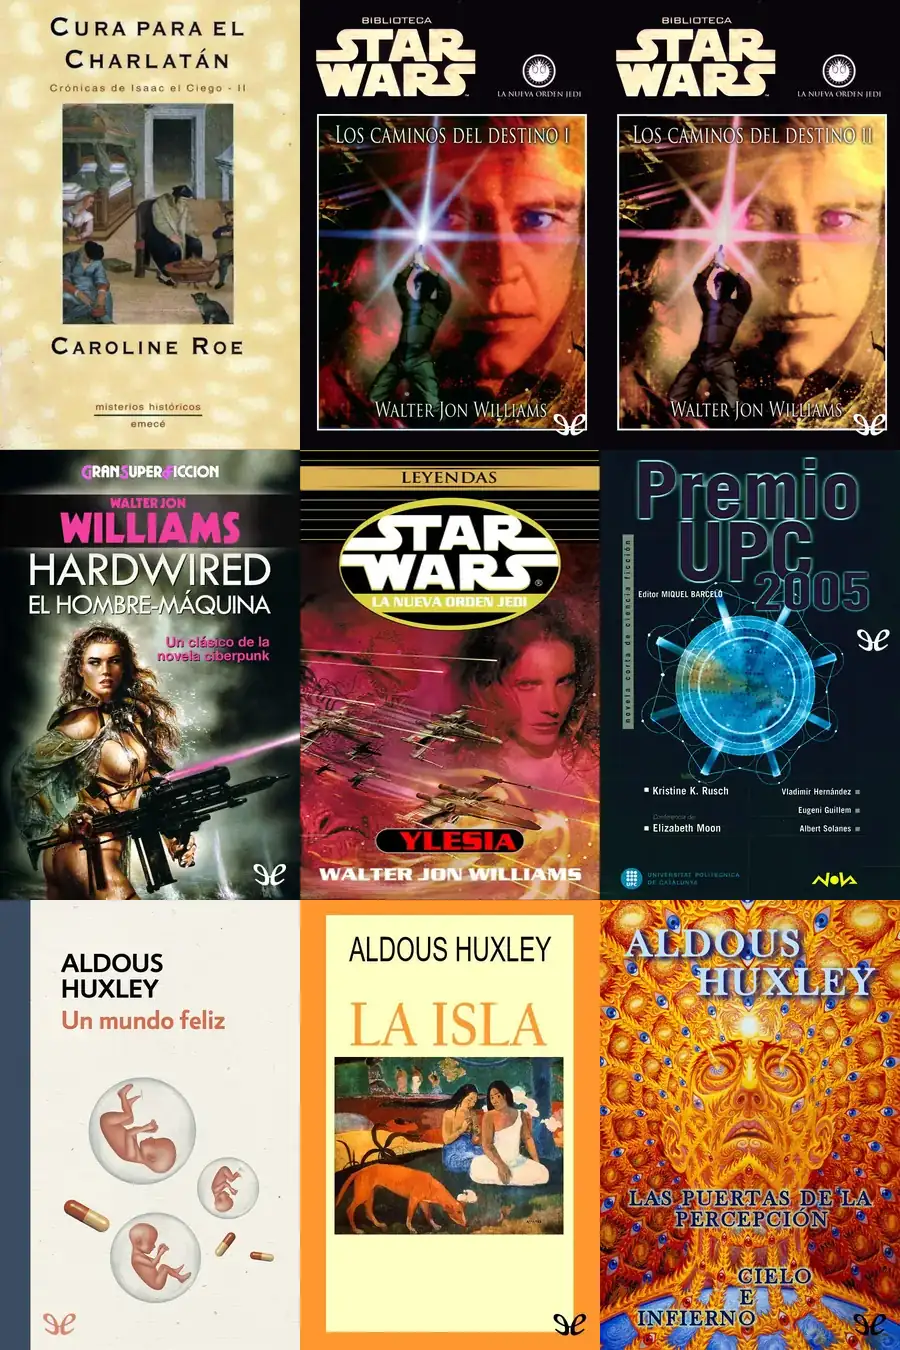 CURA PARA EL
CHARLATÁN
Crónicas de Isaac el Ciego - II
CAROLINE ROE
misterios históricos
emecé
BIBLIOTECA
STAR
WARS
LA NUEVA ORDEN JEDI
LOS CAMINOS DEL DESTINO I
WALTER JON WILLIAMS
BIBLIOTECA
STAR
WARS
LA NUEVA ORDEN JEDI
LOS CAMINOS DEL DESTINO II
WALTER JON WILLIAMS
GRAN SUPER FICCION
WALTER JON
WILLIAMS
HARDWIRED
EL HOMBRE-MÁQUINA
Un clásico de la
novela ciberpunk
LEYENDAS
STAR
WARS
LA NUEVA ORDEN JEDI
YLESIA
WALTER JON WILLIAMS
Premio
UPC
2005
Editor MIQUEL BARCELÓ
novela corta de ciencia ficción
Kristine K. Rusch
Vladimir Hernández
Eugeni Guillem
Conferencia de
Elizabeth Moon
Albert Solanes
UPC
UNIVERSITAT POLITÈCNICA
DE CATALUNYA
NOVA
ALDOUS
HUXLEY
Un mundo feliz
ALDOUS HUXLEY
LA ISLA
ALDOUS
HUXLEY
LAS PUERTAS DE LA
PERCEPCIÓN
CIELO
E
INFIERNO